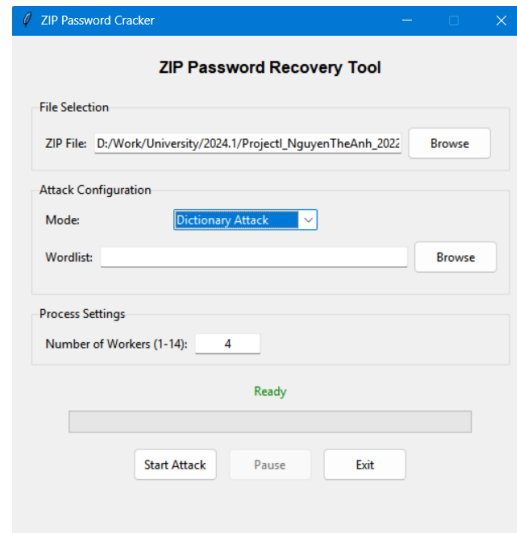 ZIP Password Cracker
ZIP Password Recovery Tool
File Selection
ZIP File: D:/Work/University/2024.1/ProjectI_NguyenTheAnh_2022 Browse
Attack Configuration
Mode: Dictionary Attack
Wordlist: Browse
Process Settings
Number of Workers (1-14): 4
Ready
Start Attack Pause Exit